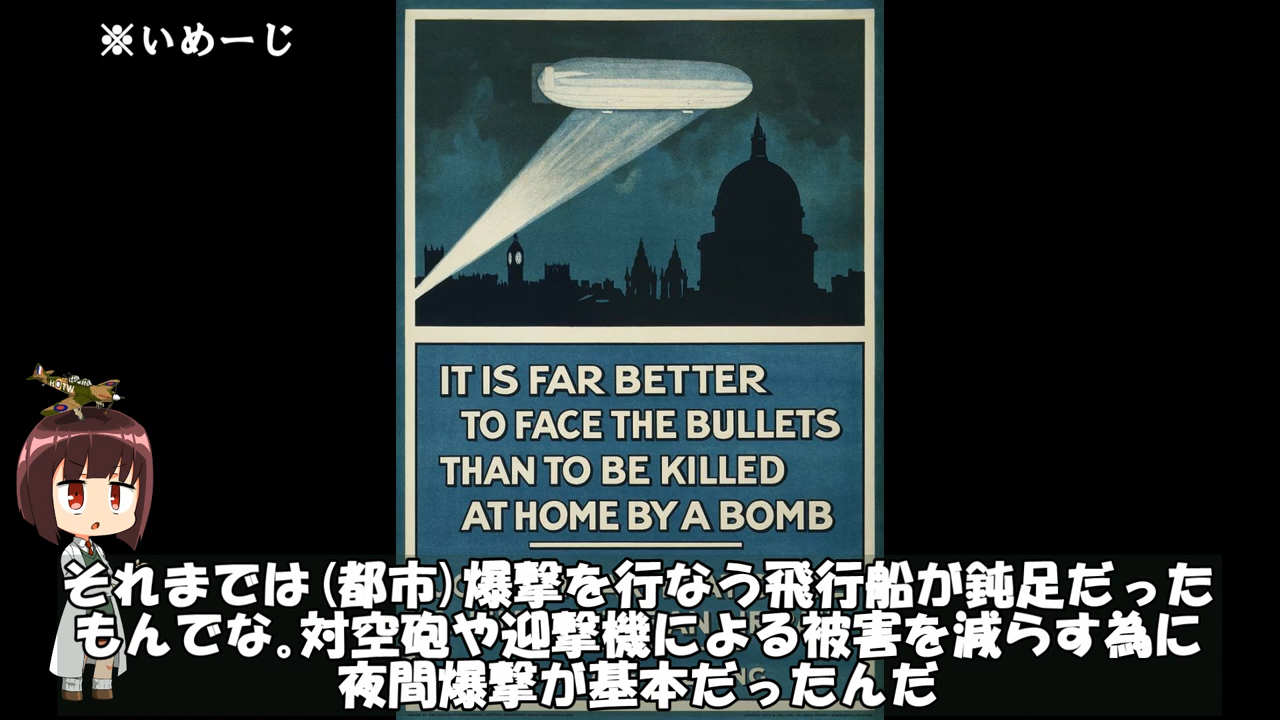 ※いめーじ
IT IS FAR BETTER
TO FACE THE BULLETS
THAN TO BE KILLED
AT HOME BY A BOMB
それまでは(都市)爆撃を行なう飛行船が鈍足だった
もんでな。対空砲や迎撃機による被害を減らす為に
夜間爆撃が基本だったんだ